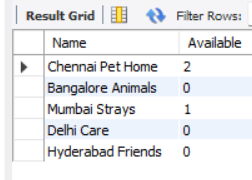 Result Grid Filter Rows:
Name Available
Chennai Pet Home 2
Bangalore Animals 0
Mumbai Strays 1
Delhi Care 0
Hyderabad Friends 0